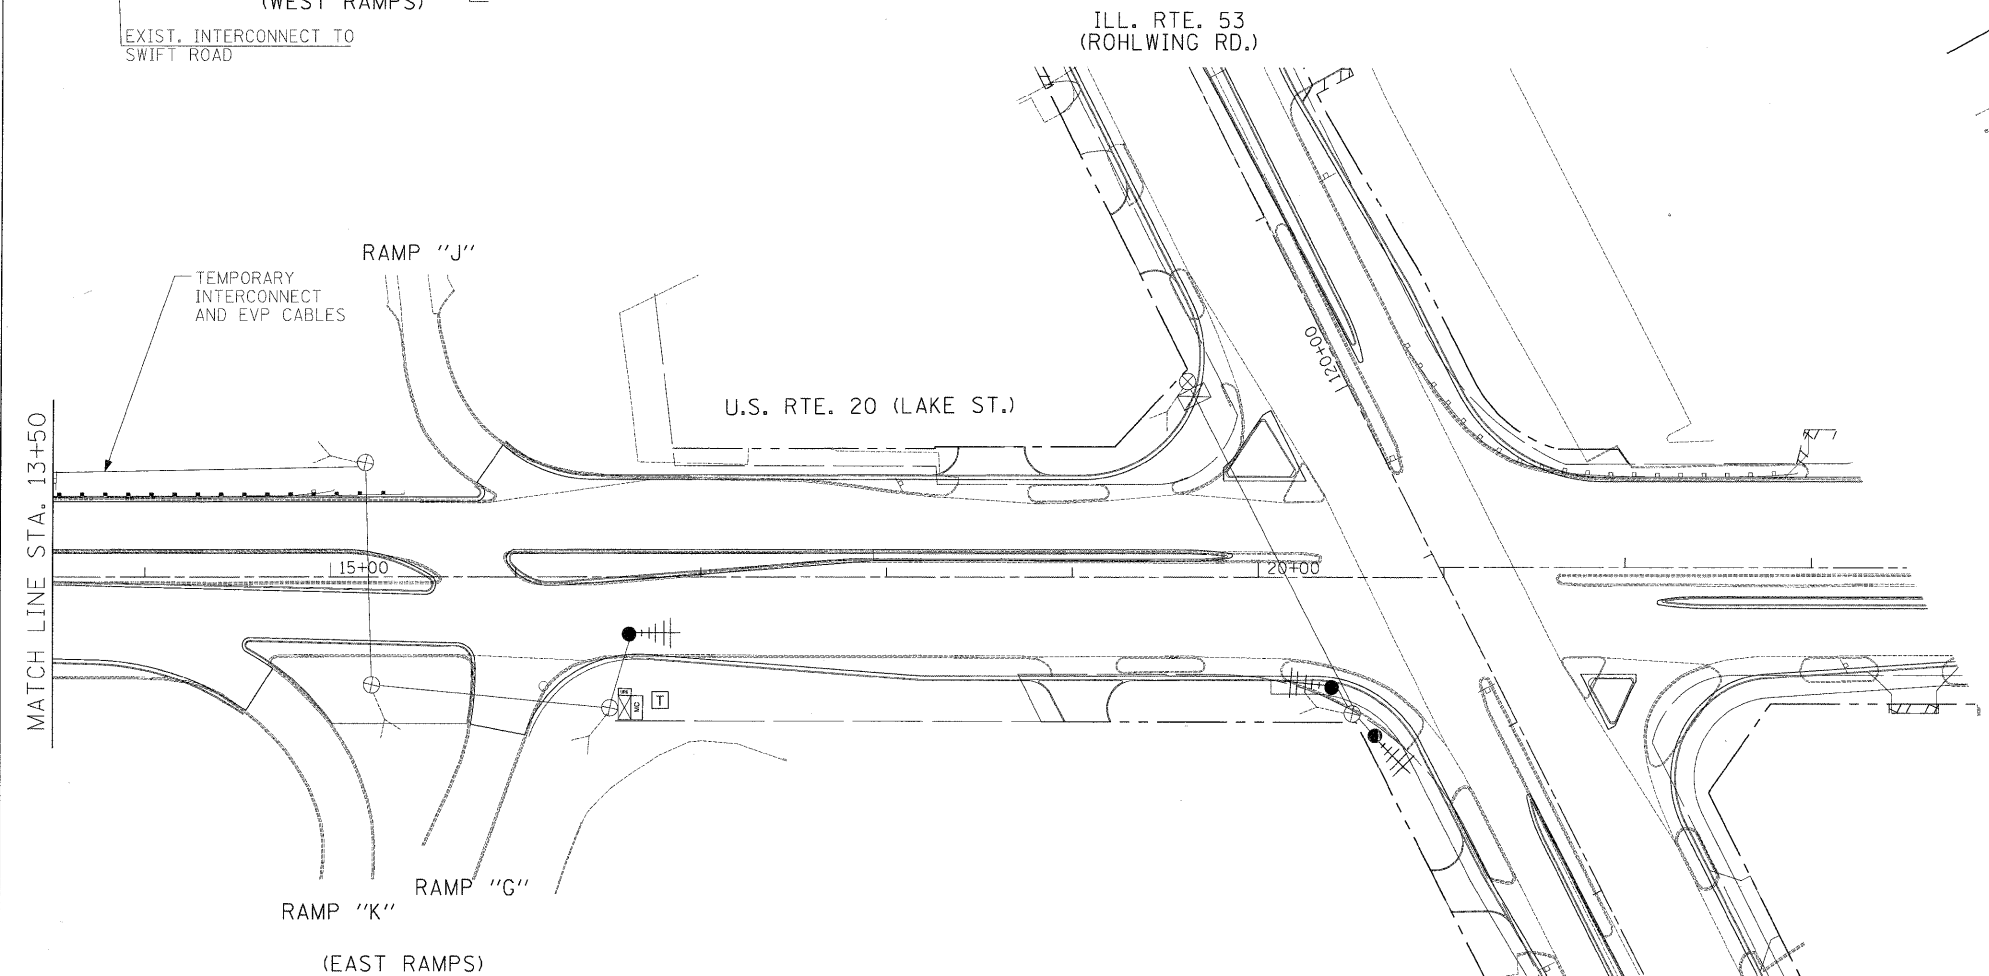 (WEST RAMPS)
EXIST. INTERCONNECT TO
SWIFT ROAD
ILL. RTE. 53
(ROHLWING RD.)
RAMP "J"
TEMPORARY
INTERCONNECT
AND EVP CABLES
120+00
U.S. RTE. 20 (LAKE ST.)
MATCH LINE STA. 13+50
15+00
20+00
MC
T
RAMP "G"
RAMP "K"
(EAST RAMPS)